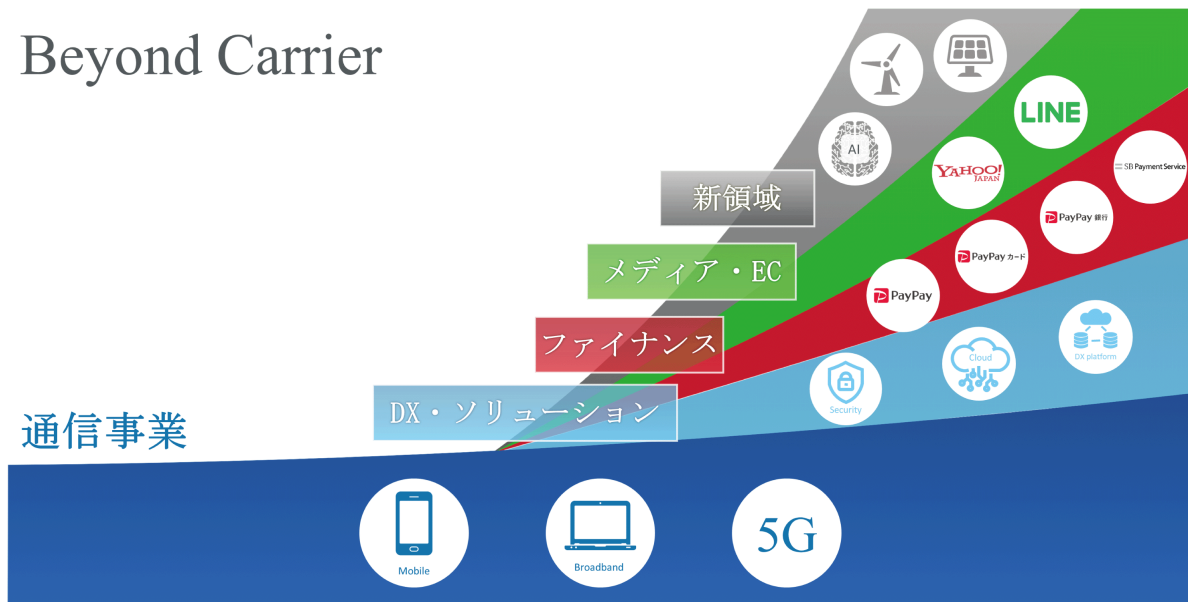 Beyond Carrier
AI
LINE
YAHOO!
JAPAN
SB Payment Service
新領域
PayPay 銀行
メディア・EC
PayPay カード
PayPay
ファイナンス
Cloud
DX platform
DX・ソリューション
Security
通信事業
Mobile
Broadband
5G